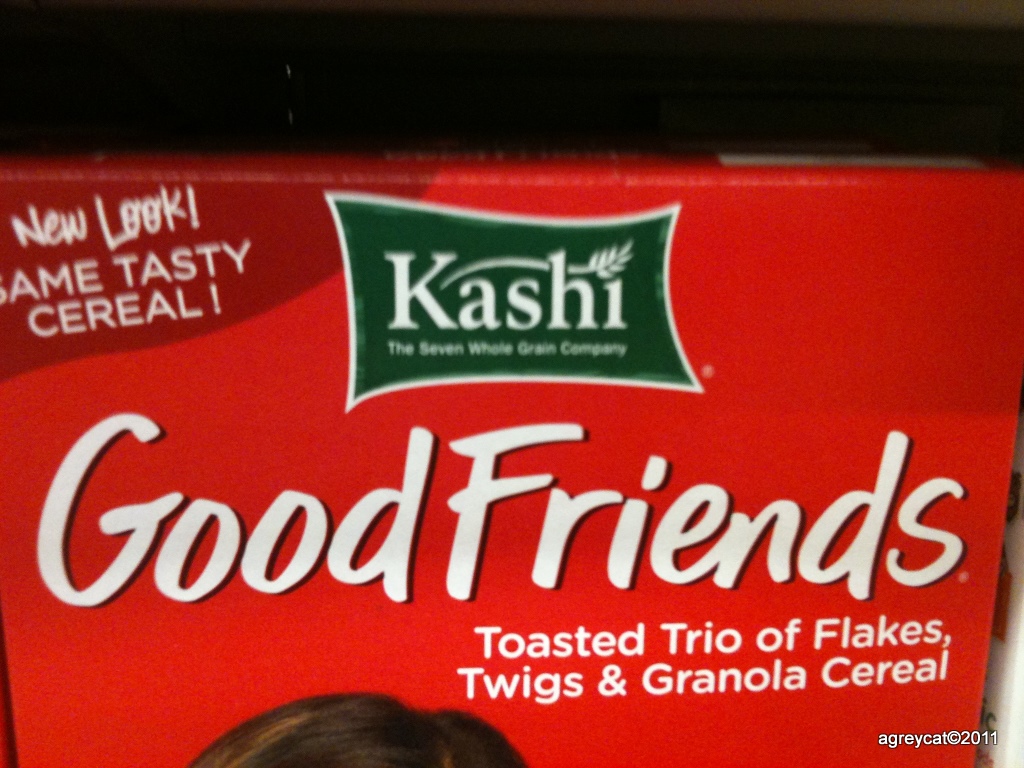 New Look!
SAME TASTY
CEREAL!
Kashi
The Seven Whole Grain Company
Good Friends
Toasted Trio of Flakes,
Twigs & Granola Cereal
agreycat©2011